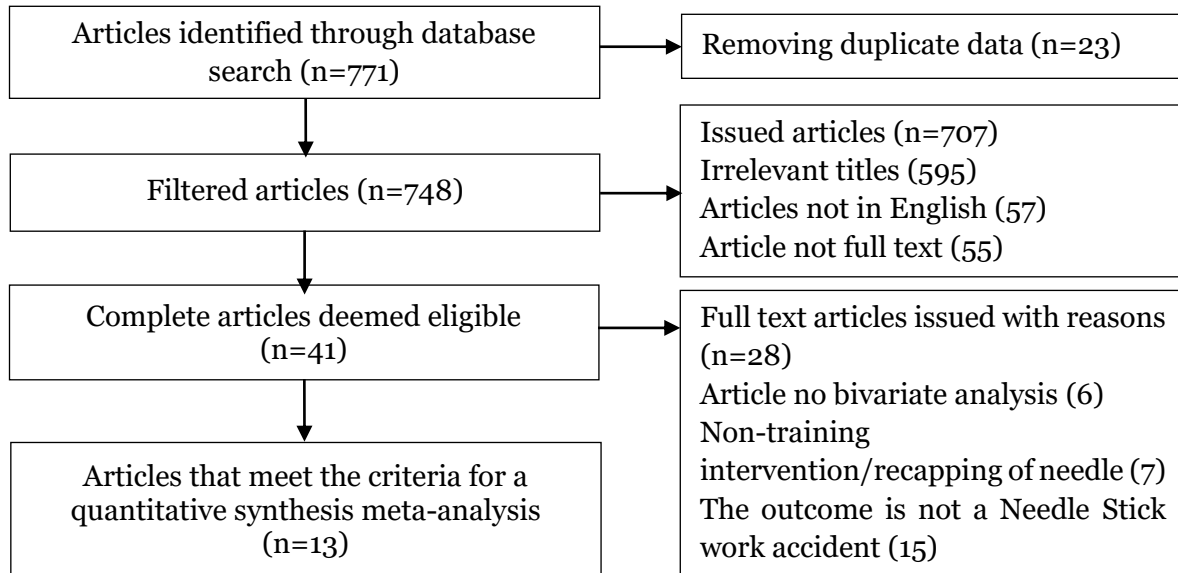 Articles identified through database
search (n=771)
Removing duplicate data (n=23)
Filtered articles (n=748)
Issued articles (n=707)
Irrelevant titles (595)
Articles not in English (57)
Article not full text (55)
Complete articles deemed eligible
(n=41)
Full text articles issued with reasons
(n=28)
Article no bivariate analysis (6)
Non-training
intervention/recapping of needle (7)
The outcome is not a Needle Stick
work accident (15)
Articles that meet the criteria for a
quantitative synthesis meta-analysis
(n=13)